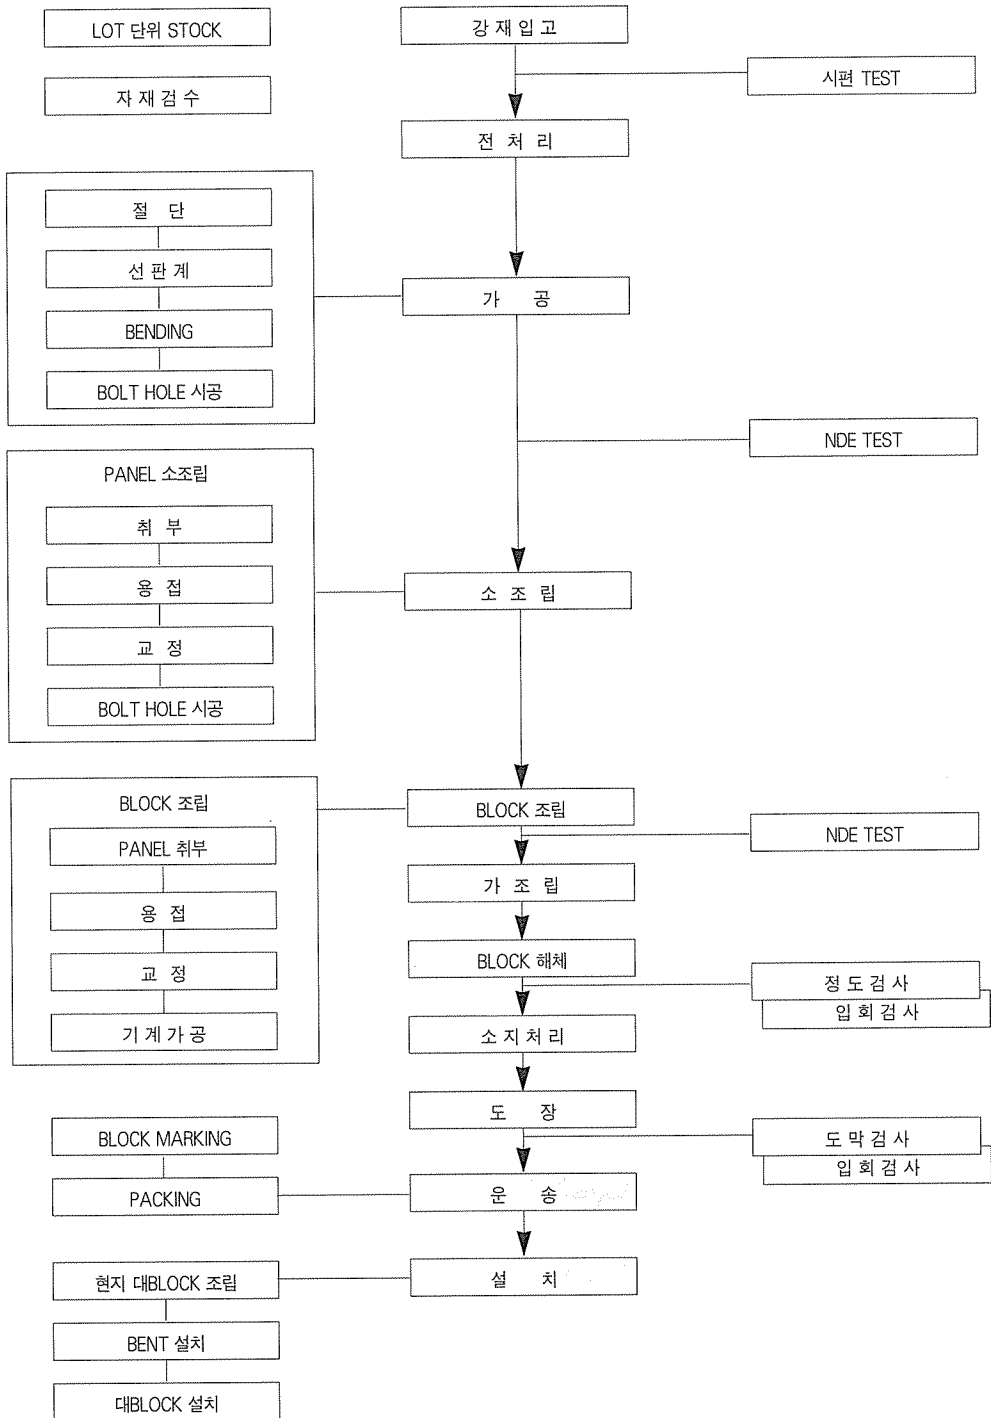 LOT 단위 STOCK
강 재 입 고
시편 TEST
자 재 검 수
전 처 리
절 단
선 판 계
BENDING
BOLT HOLE 시공
가 공
NDE TEST
PANEL 소조립
취 부
용 접
교 정
BOLT HOLE 시공
소 조 립
BLOCK 조립
PANEL 취부
용 접
교 정
기 계 가 공
BLOCK 조립
NDE TEST
가 조 립
BLOCK 해체
정 도 검 사
입 회 검 사
소 지 처 리
도 장
도 막 검 사
입 회 검 사
BLOCK MARKING
PACKING
운 송
설 치
현지 대BLOCK 조립
BENT 설치
대BLOCK 설치